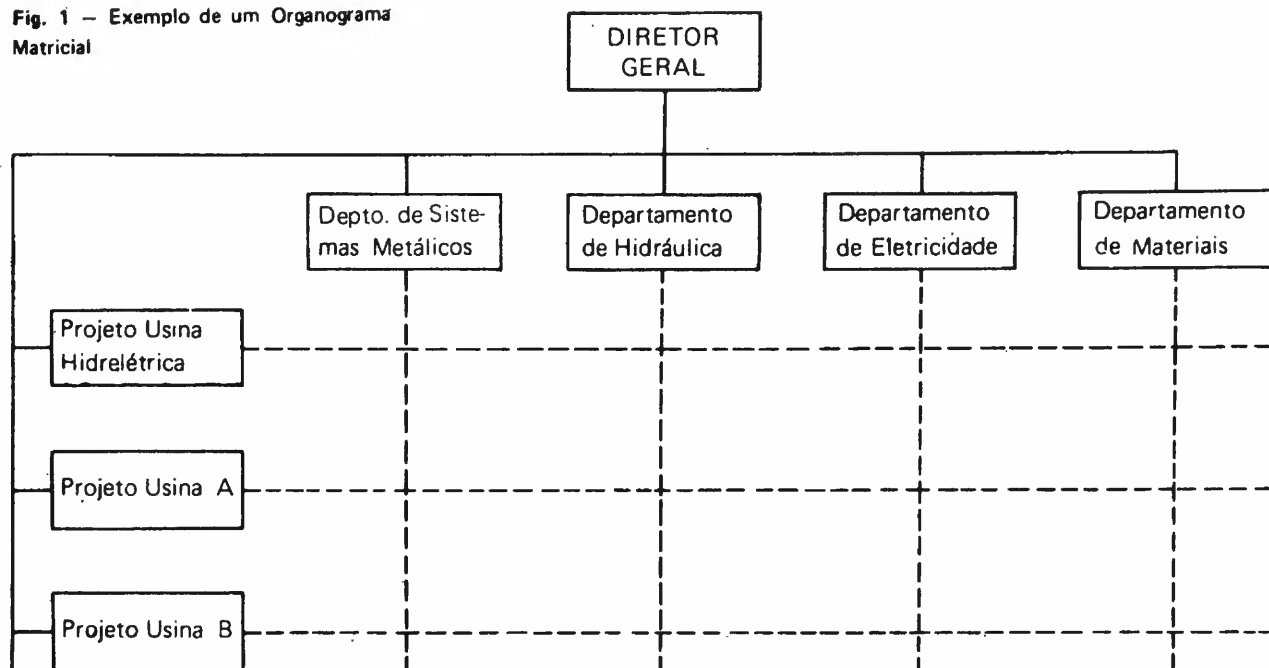 Fig. 1 — Exemplo de um Organograma
Matricial
DIRETOR
GERAL
Depto. de Siste-
mas Metálicos
Departamento
de Hidráulica
Departamento
de Eletricidade
Departamento
de Materiais
Projeto Usina
Hidrelétrica
Projeto Usina A
Projeto Usina B